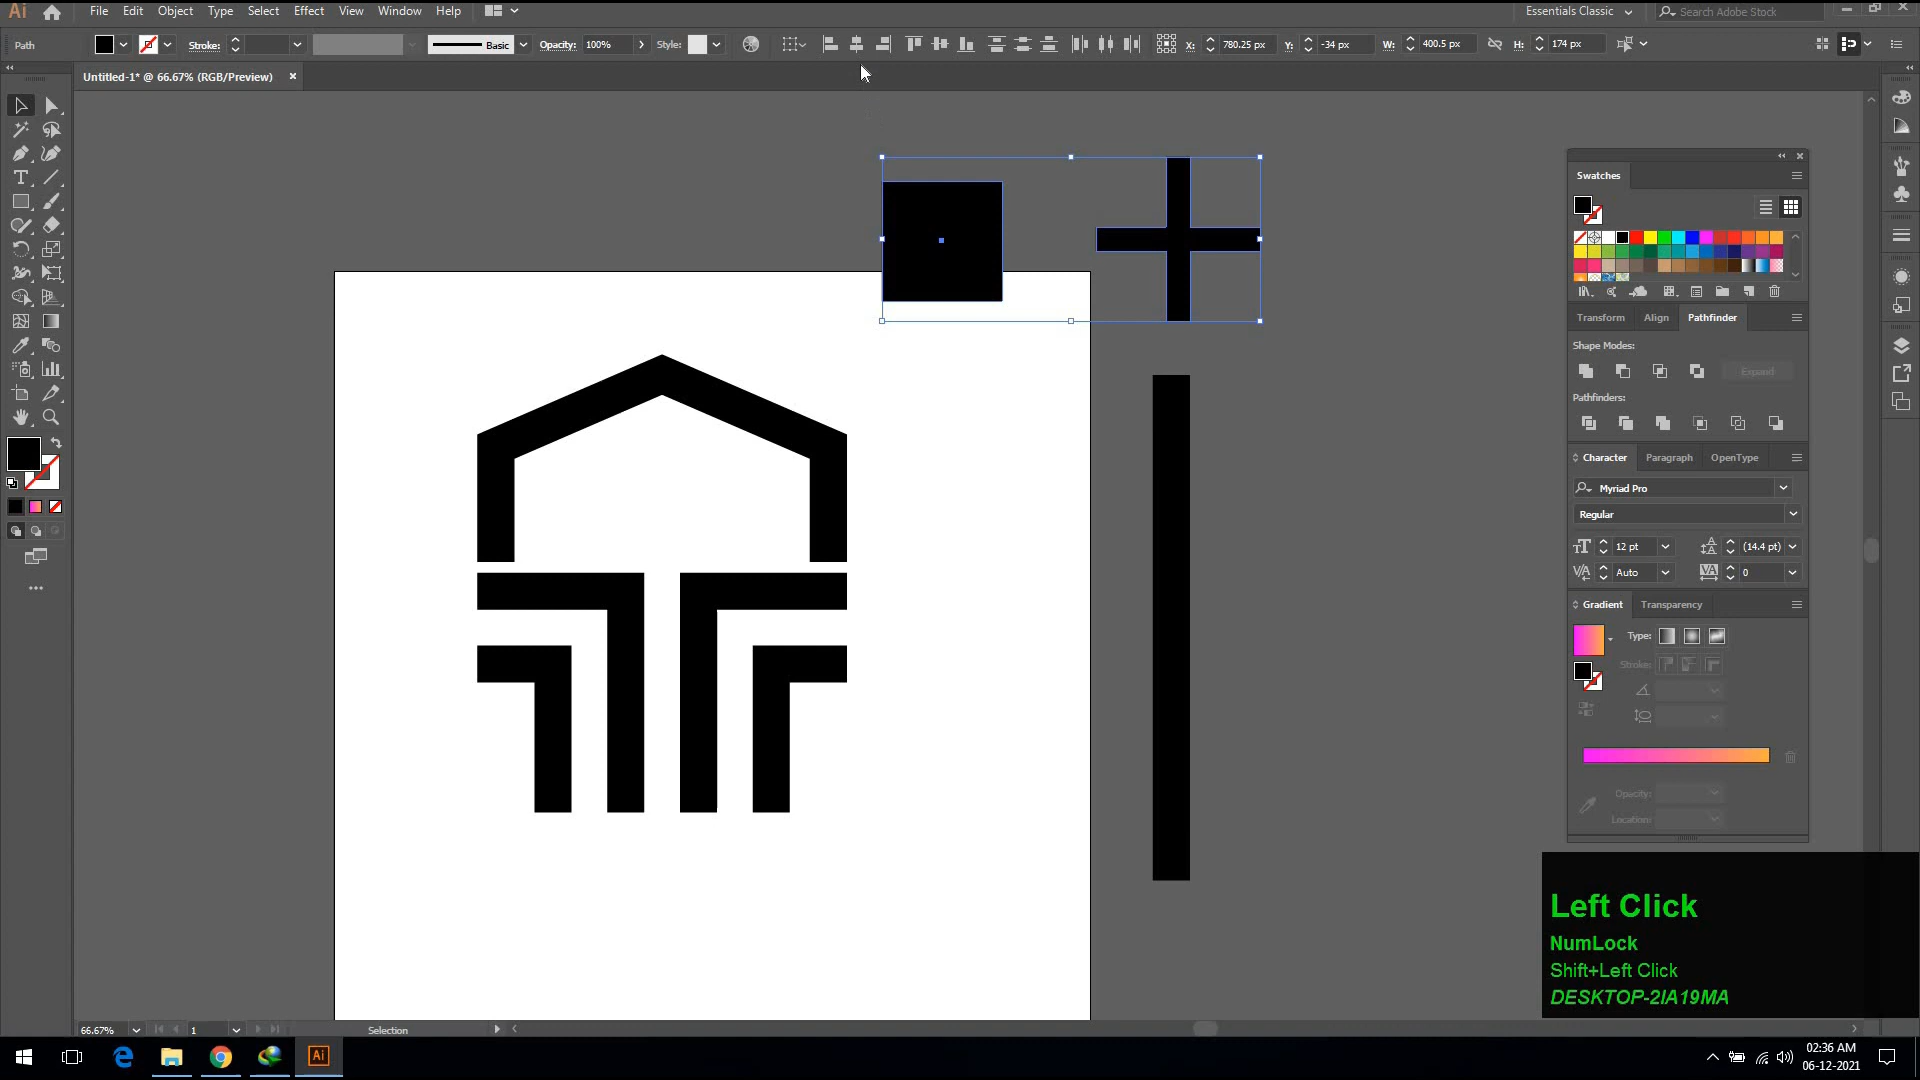 Ai File Edit Object Type Select Effect View Window Help Essentials Classic Search Adobe Stock
Path Stroke: Basic Opacity: 100% Style: X: 780.25 px Y: -34 px W: 400.5 px H: 174 px
Untitled-1* @ 66.67% (RGB/Preview)
Swatches
Transform Align Pathfinder
Shape Modes:
Expand
Pathfinders:
Character Paragraph OpenType
Myriad Pro
Regular
12 pt (14.4 pt)
Auto 0
Gradient Transparency
Type:
Stroke:
Opacity:
Location:
Left Click
NumLock
Shift+Left Click
DESKTOP-2IA19MA
66.67% 1 Selection
Ai
02:36 AM
06-12-2021